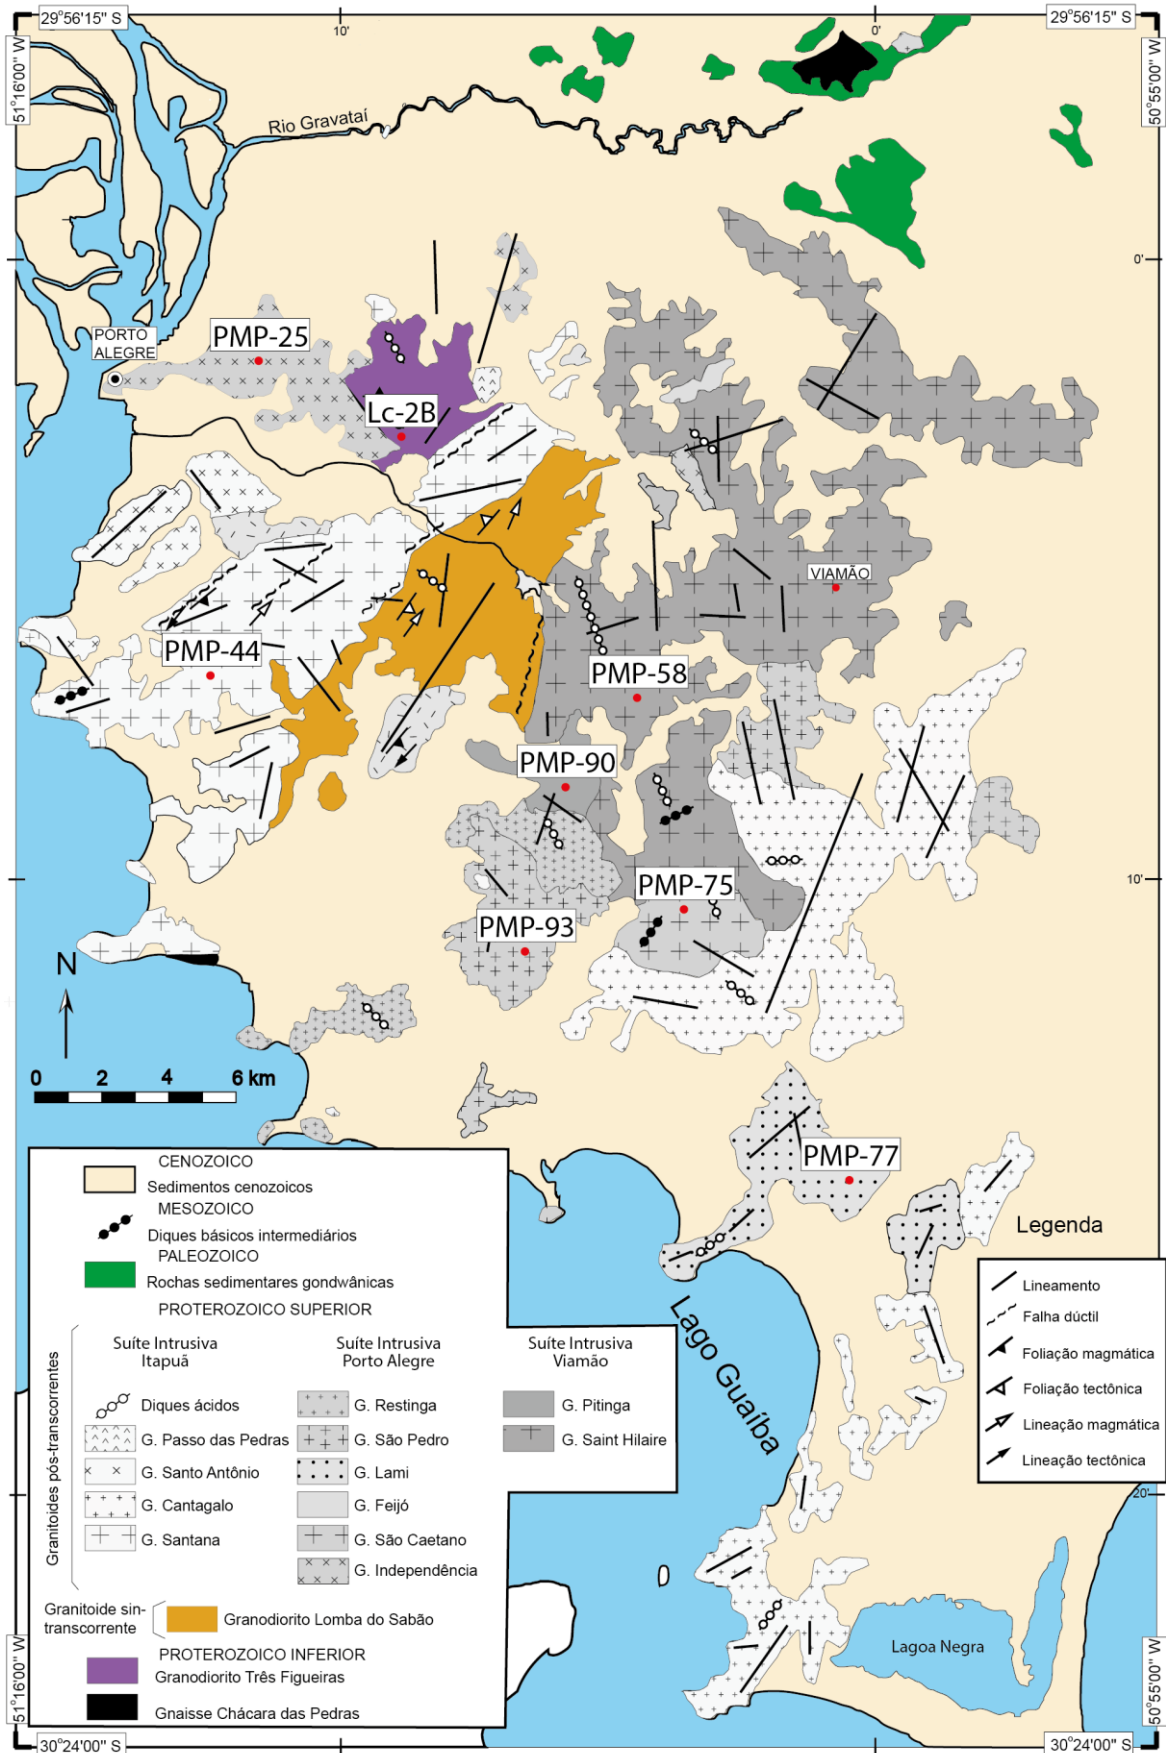 29°56'15" S
10'
0'
29°56'15" S
51°16'00" W
50°55'00" W
Rio Gravataí
0'
PORTO
ALEGRE
PMP-25
Lc-2B
VIAMÃO
PMP-44
PMP-58
PMP-90
PMP-75
10'
PMP-93
N
0 2 4 6 km
PMP-77
Lago Guaíba
20'
Lagoa Negra
CENOZOICO
Sedimentos cenozoicos
MESOZOICO
Diques básicos intermediários
PALEOZOICO
Rochas sedimentares gondwânicas
PROTEROZOICO SUPERIOR
Granitoides pós-transcorrentes
Suíte Intrusiva
Itapuã
Diques ácidos
G. Passo das Pedras
G. Santo Antônio
G. Cantagalo
G. Santana
Suíte Intrusiva
Porto Alegre
G. Restinga
G. São Pedro
G. Lami
G. Feijó
G. São Caetano
G. Independência
Suíte Intrusiva
Viamão
G. Pitinga
G. Saint Hilaire
Granitoide sin-
transcorrente
Granodiorito Lomba do Sabão
PROTEROZOICO INFERIOR
Granodiorito Três Figueiras
Gnaisse Chácara das Pedras
Legenda
Lineamento
Falha dúctil
Foliação magmática
Foliação tectônica
Lineação magmática
Lineação tectônica
51°16'00" W
50°55'00" W
30°24'00" S
30°24'00" S